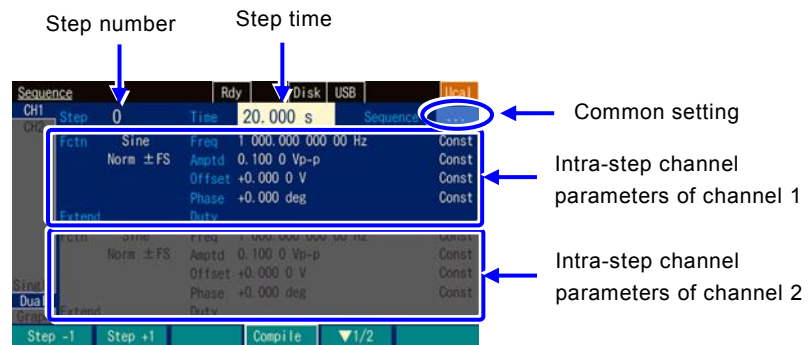 Step number Step time
Sequence Rdy Disk USB Ucal
CH1 Step 0 Time 20.000 s Sequence ...
Common setting
CH2
Fctn Sine Freq 1 000.000 000 00 Hz Const
Norm ±FS Amptd 0.100 0 Vp-p Const
Offset +0.000 0 V Const
Phase +0.000 deg Const
Extend Duty
Intra-step channel
parameters of channel 1
Fctn Sine Freq 1 000.000 000 00 Hz Const
Norm ±FS Amptd 0.100 0 Vp-p Const
Offset +0.000 0 V Const
Phase +0.000 deg Const
Extend Duty
Intra-step channel
parameters of channel 2
Dual
Graph
Step -1 Step +1 Compile ▼1/2